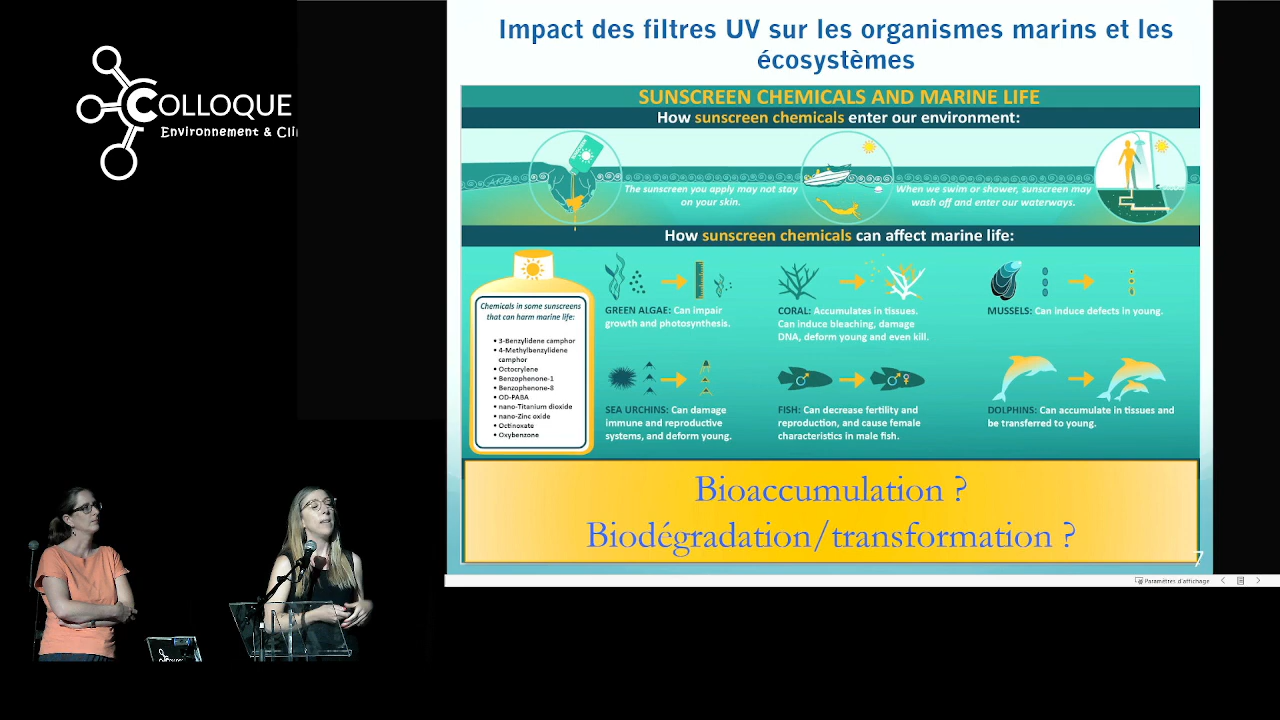 COLLOQUE
Environnement & Cli
Impact des filtres UV sur les organismes marins et les
écosystèmes
SUNSCREEN CHEMICALS AND MARINE LIFE
How sunscreen chemicals enter our environment:
The sunscreen you apply may not stay
on your skin.
When we swim or shower, sunscreen may
wash off and enter our waterways.
How sunscreen chemicals can affect marine life:
Chemicals in some sunscreens
that can harm marine life:
• 3-Benzylidene camphor
• 4-Methylbenzylidene
camphor
• Octocrylene
• Benzophenone-1
• Benzophenone-8
• OD-PABA
• nano-Titanium dioxide
• nano-Zinc oxide
• Octinoxate
• Oxybenzone
GREEN ALGAE: Can impair
growth and photosynthesis.
CORAL: Accumulates in tissues.
Can induce bleaching, damage
DNA, deform young and even kill.
MUSSELS: Can induce defects in young.
SEA URCHINS: Can damage
immune and reproductive
systems, and deform young.
FISH: Can decrease fertility and
reproduction, and cause female
characteristics in male fish.
DOLPHINS: Can accumulate in tissues and
be transferred to young.
Bioaccumulation ?
Biodégradation/transformation ?
7
Paramètres d'affichage